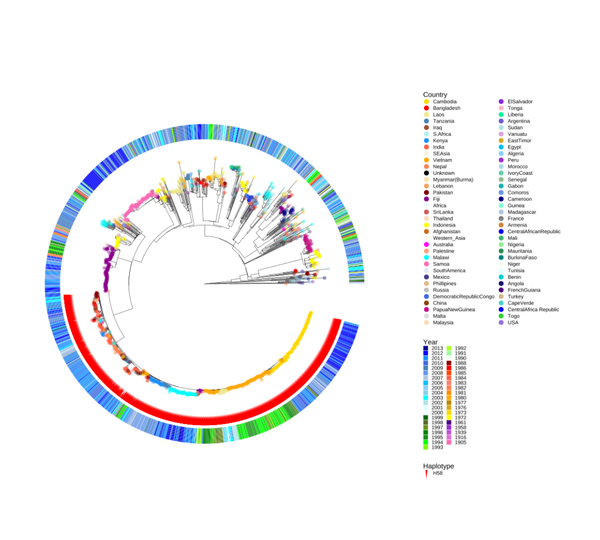 Country
Cambodia
Bangladesh
Laos
Tanzania
Iraq
S.Africa
Kenya
India
SEAsia
Vietnam
Nepal
Unknown
Myanmar(Burma)
Lebanon
Pakistan
Fiji
Africa
SriLanka
Thailand
Indonesia
Afghanistan
Western_Asia
Australia
Palestine
Malawi
Samoa
SouthAmerica
Mexico
Phillipines
Russia
DemocraticRepublicCongo
China
PapuaNewGuinea
Malta
Malaysia
ElSalvador
Tonga
Liberia
Argentina
Sudan
Vanuatu
EastTimor
Egypt
Algeria
Peru
Morocco
IvoryCoast
Senegal
Gabon
Comoros
Cameroon
Guinea
Madagascar
France
Armenia
CentralAfricanRepublic
Mali
Nigeria
Mauritania
BurkinaFaso
Niger
Tunisia
Benin
Angola
FrenchGuiana
Turkey
CapeVerde
CentralAfrica Republic
Togo
USA
Year
2013
2012
2011
2010
2009
2008
2007
2006
2005
2004
2003
2002
2001
2000
1999
1998
1997
1996
1995
1994
1993
1992
1991
1990
1988
1986
1985
1984
1983
1982
1981
1980
1977
1976
1973
1972
1961
1958
1939
1916
1905
Haplotype
H58